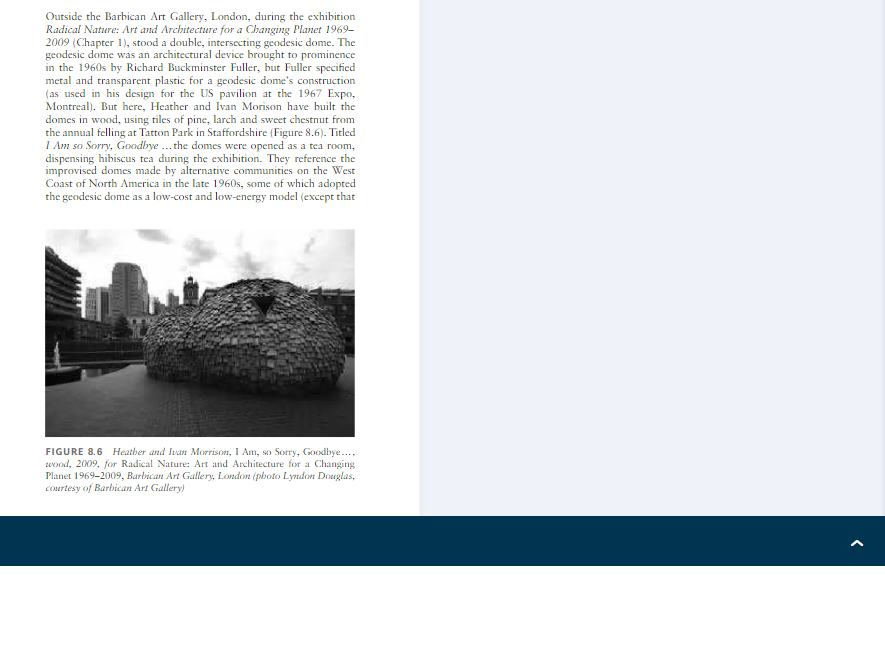 Outside the Barbican Art Gallery, London, during the exhibition
Radical Nature: Art and Architecture for a Changing Planet 1969–
2009 (Chapter 1), stood a double, intersecting geodesic dome. The
geodesic dome was an architectural device brought to prominence
in the 1960s by Richard Buckminster Fuller, but Fuller specified
metal and transparent plastic for a geodesic dome's construction
(as used in his design for the US pavilion at the 1967 Expo,
Montreal). But here, Heather and Ivan Morison have built the
domes in wood, using tiles of pine, larch and sweet chestnut from
the annual felling at Tatton Park in Staffordshire (Figure 8.6). Titled
I Am so Sorry, Goodbye … the domes were opened as a tea room,
dispensing hibiscus tea during the exhibition. They reference the
improvised domes made by alternative communities on the West
Coast of North America in the late 1960s, some of which adopted
the geodesic dome as a low-cost and low-energy model (except that
FIGURE 8.6 Heather and Ivan Morrison, I Am, so Sorry, Goodbye…,
wood, 2009, for Radical Nature: Art and Architecture for a Changing
Planet 1969–2009, Barbican Art Gallery, London (photo Lyndon Douglas,
courtesy of Barbican Art Gallery)